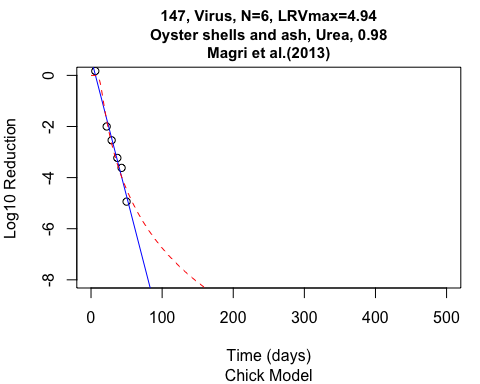 147, Virus, N=6, LRVmax=4.94
Oyster shells and ash, Urea, 0.98
Magri et al.(2013)
Log10 Reduction
0
-2
-4
-6
-8
0 100 200 300 400 500
Time (days)
Chick Model